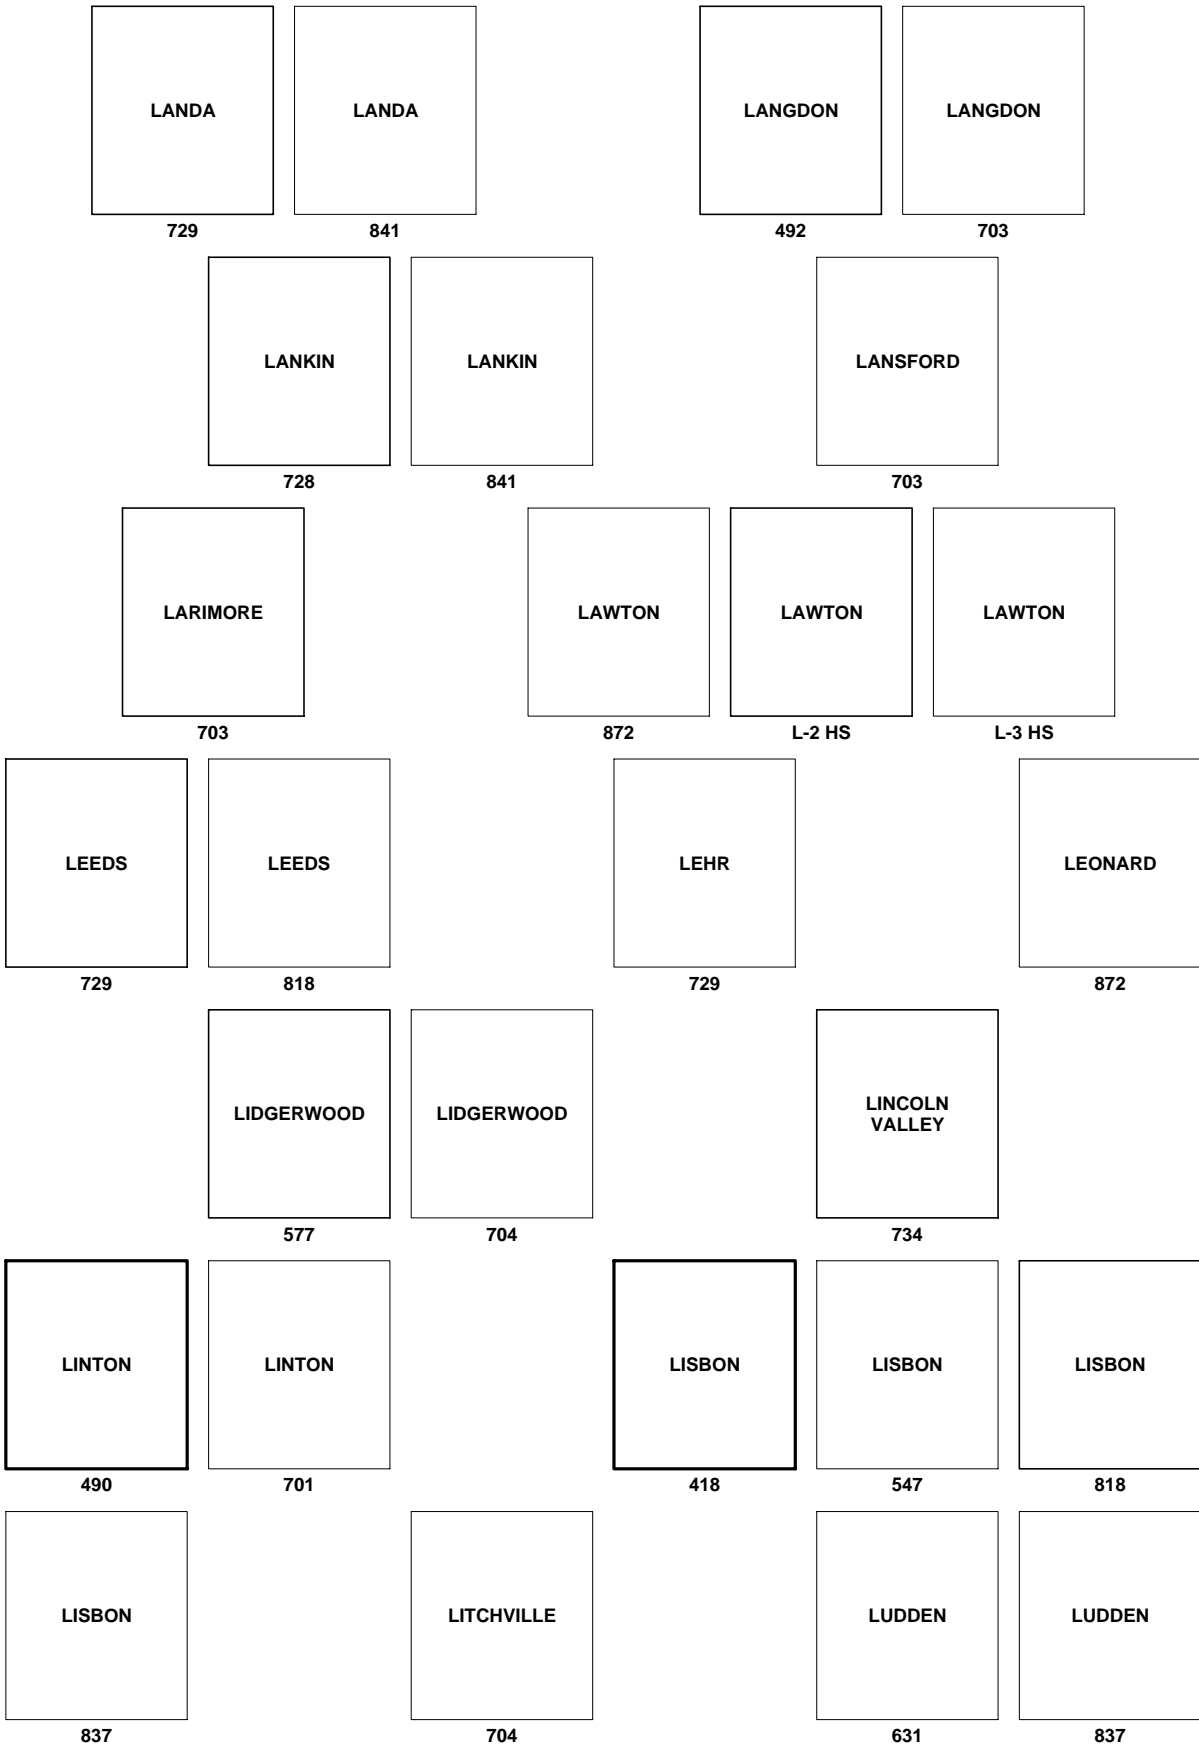 LANDA LANDA LANGDON LANGDON
729 841 492 703
LANKIN LANKIN LANSFORD
728 841 703
LARIMORE LAWTON LAWTON LAWTON
703 872 L-2 HS L-3 HS
LEEDS LEEDS LEHR LEONARD
729 818 729 872
LIDGERWOOD LIDGERWOOD LINCOLN
VALLEY
577 704 734
LINTON LINTON LISBON LISBON LISBON
490 701 418 547 818
LISBON LITCHVILLE LUDDEN LUDDEN
837 704 631 837